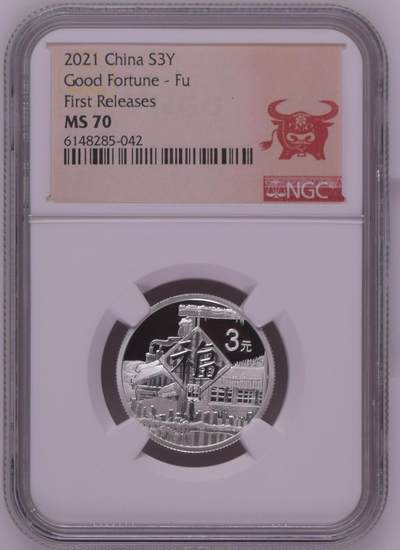 2021 China S3Y
Good Fortune - Fu
First Releases
MS 70
6148285-042
NGC
3元
福